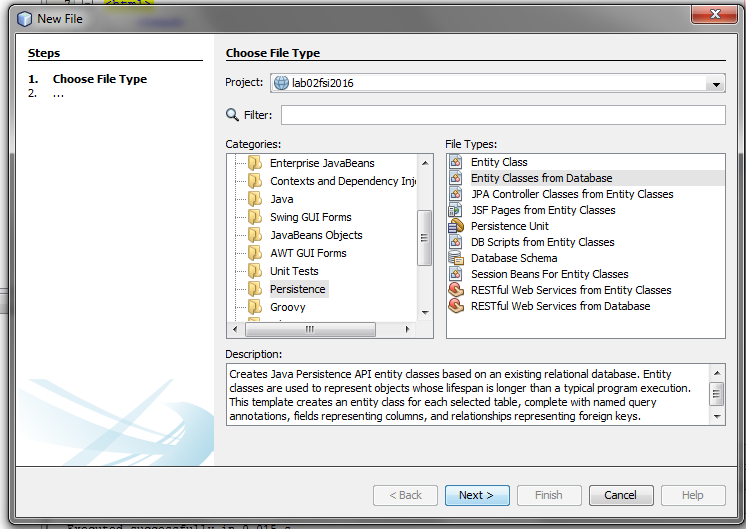 <html>
New File
Steps
1. Choose File Type
2. ...
Choose File Type
Project: lab02fsi2016
Filter:
Categories:
Enterprise JavaBeans
Contexts and Dependency Inj
Java
Swing GUI Forms
JavaBeans Objects
AWT GUI Forms
Unit Tests
Persistence
Groovy
File Types:
Entity Class
Entity Classes from Database
JPA Controller Classes from Entity Classes
JSF Pages from Entity Classes
Persistence Unit
DB Scripts from Entity Classes
Database Schema
Session Beans For Entity Classes
RESTful Web Services from Entity Classes
RESTful Web Services from Database
Description:
Creates Java Persistence API entity classes based on an existing relational database. Entity
classes are used to represent objects whose lifespan is longer than a typical program execution.
This template creates an entity class for each selected table, complete with named query
annotations, fields representing columns, and relationships representing foreign keys.
< Back
Next >
Finish
Cancel
Help
Executed successfully in 0.015 s